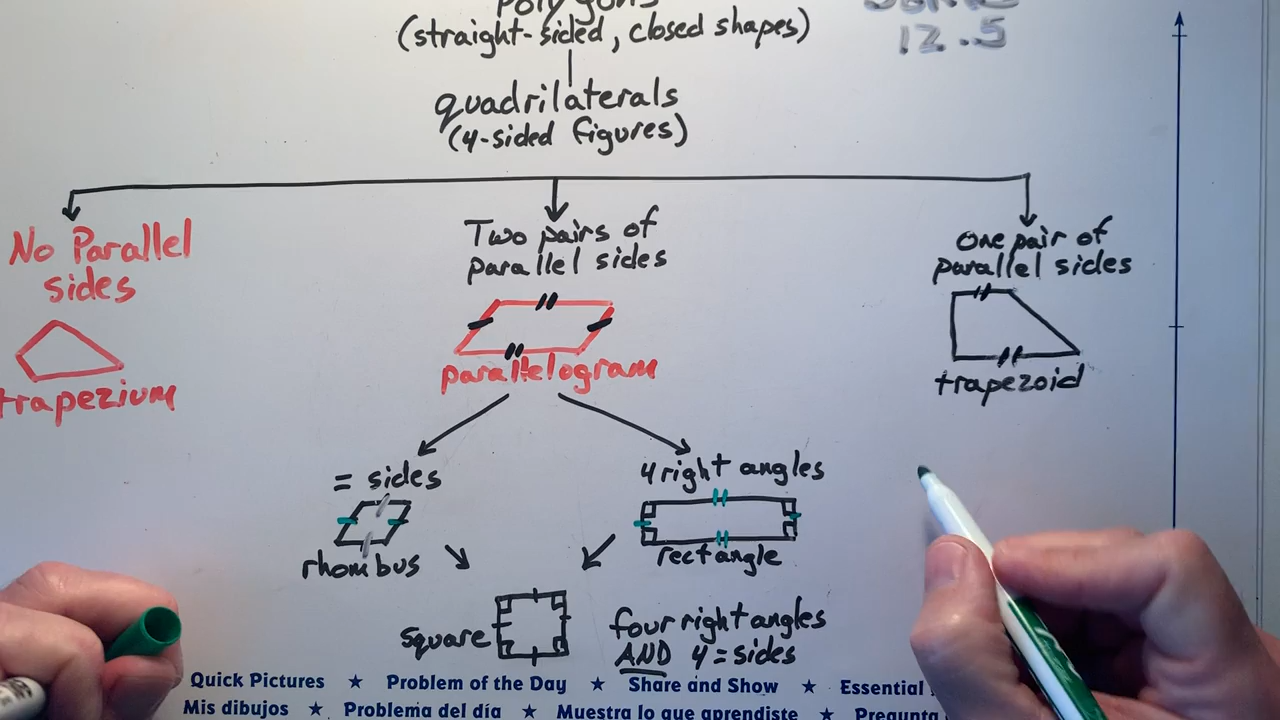 polygons
(straight-sided, closed shapes)
12.5
quadrilaterals
(4-sided figures)
No Parallel
sides
trapezium
Two pairs of
parallel sides
parallelogram
One pair of
parallel sides
trapezoid
= sides
rhombus
4 right angles
rectangle
square
four right angles
AND 4 = sides
Quick Pictures ★ Problem of the Day ★ Share and Show ★ Essential
Mis dibujos ★ Problema del día ★ Muestra lo que aprendiste ★ Pregunta